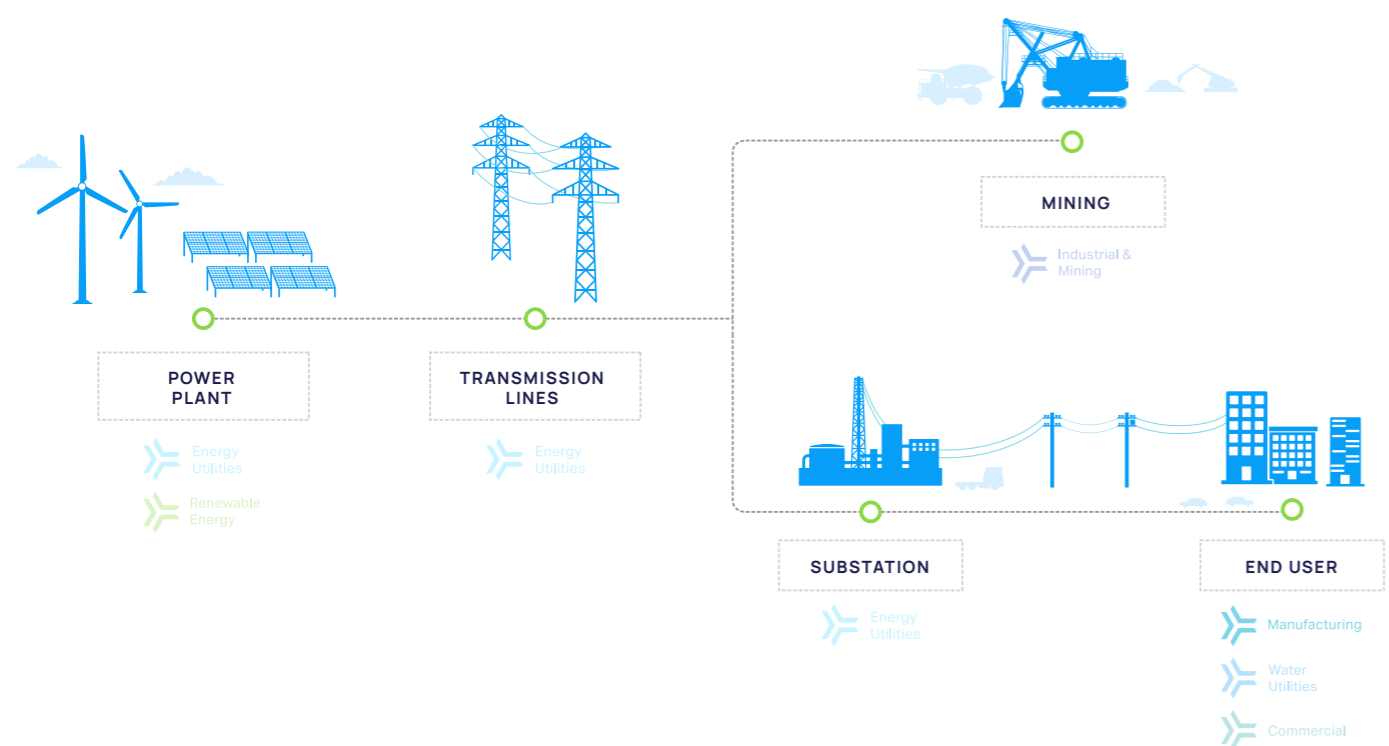 MINING
Industrial &
Mining
POWER
PLANT
Energy
Utilities
Renewable
Energy
TRANSMISSION
LINES
Energy
Utilities
SUBSTATION
Energy
Utilities
END USER
Manufacturing
Water
Utilities
Commercial